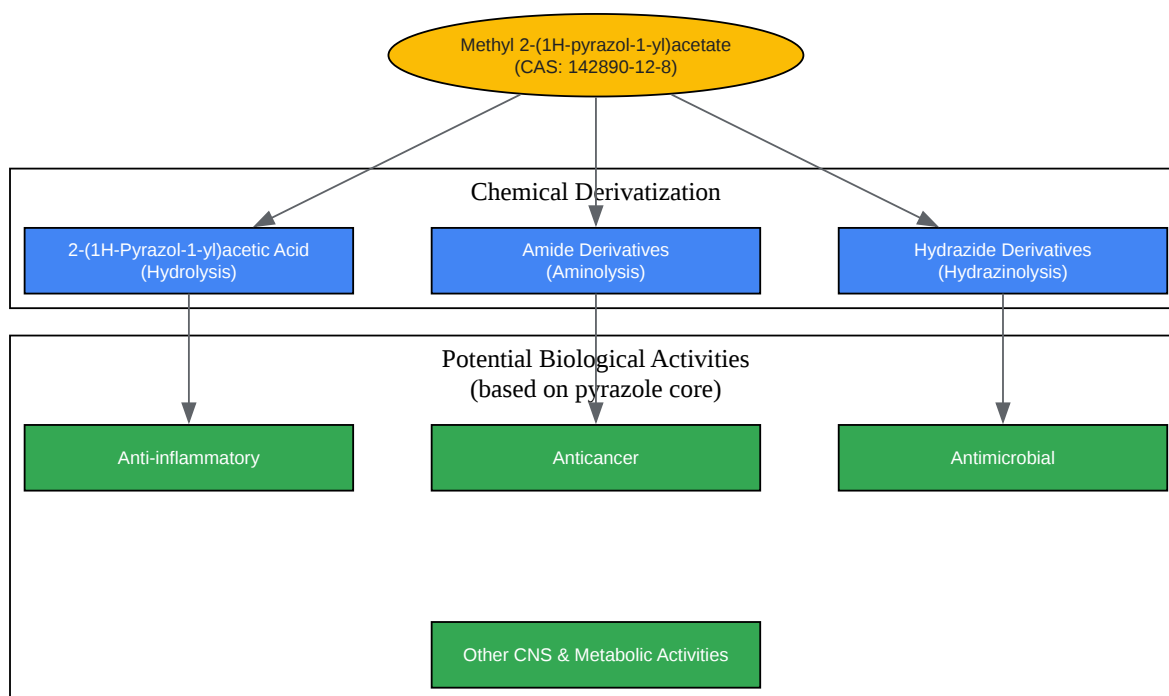 Methyl 2-(1H-pyrazol-1-yl)acetate
(CAS: 142890-12-8)
Chemical Derivatization
2-(1H-Pyrazol-1-yl)acetic Acid
(Hydrolysis)
Amide Derivatives
(Aminolysis)
Hydrazide Derivatives
(Hydrazinolysis)
Potential Biological Activities
(based on pyrazole core)
Anti-inflammatory
Anticancer
Antimicrobial
Other CNS & Metabolic Activities